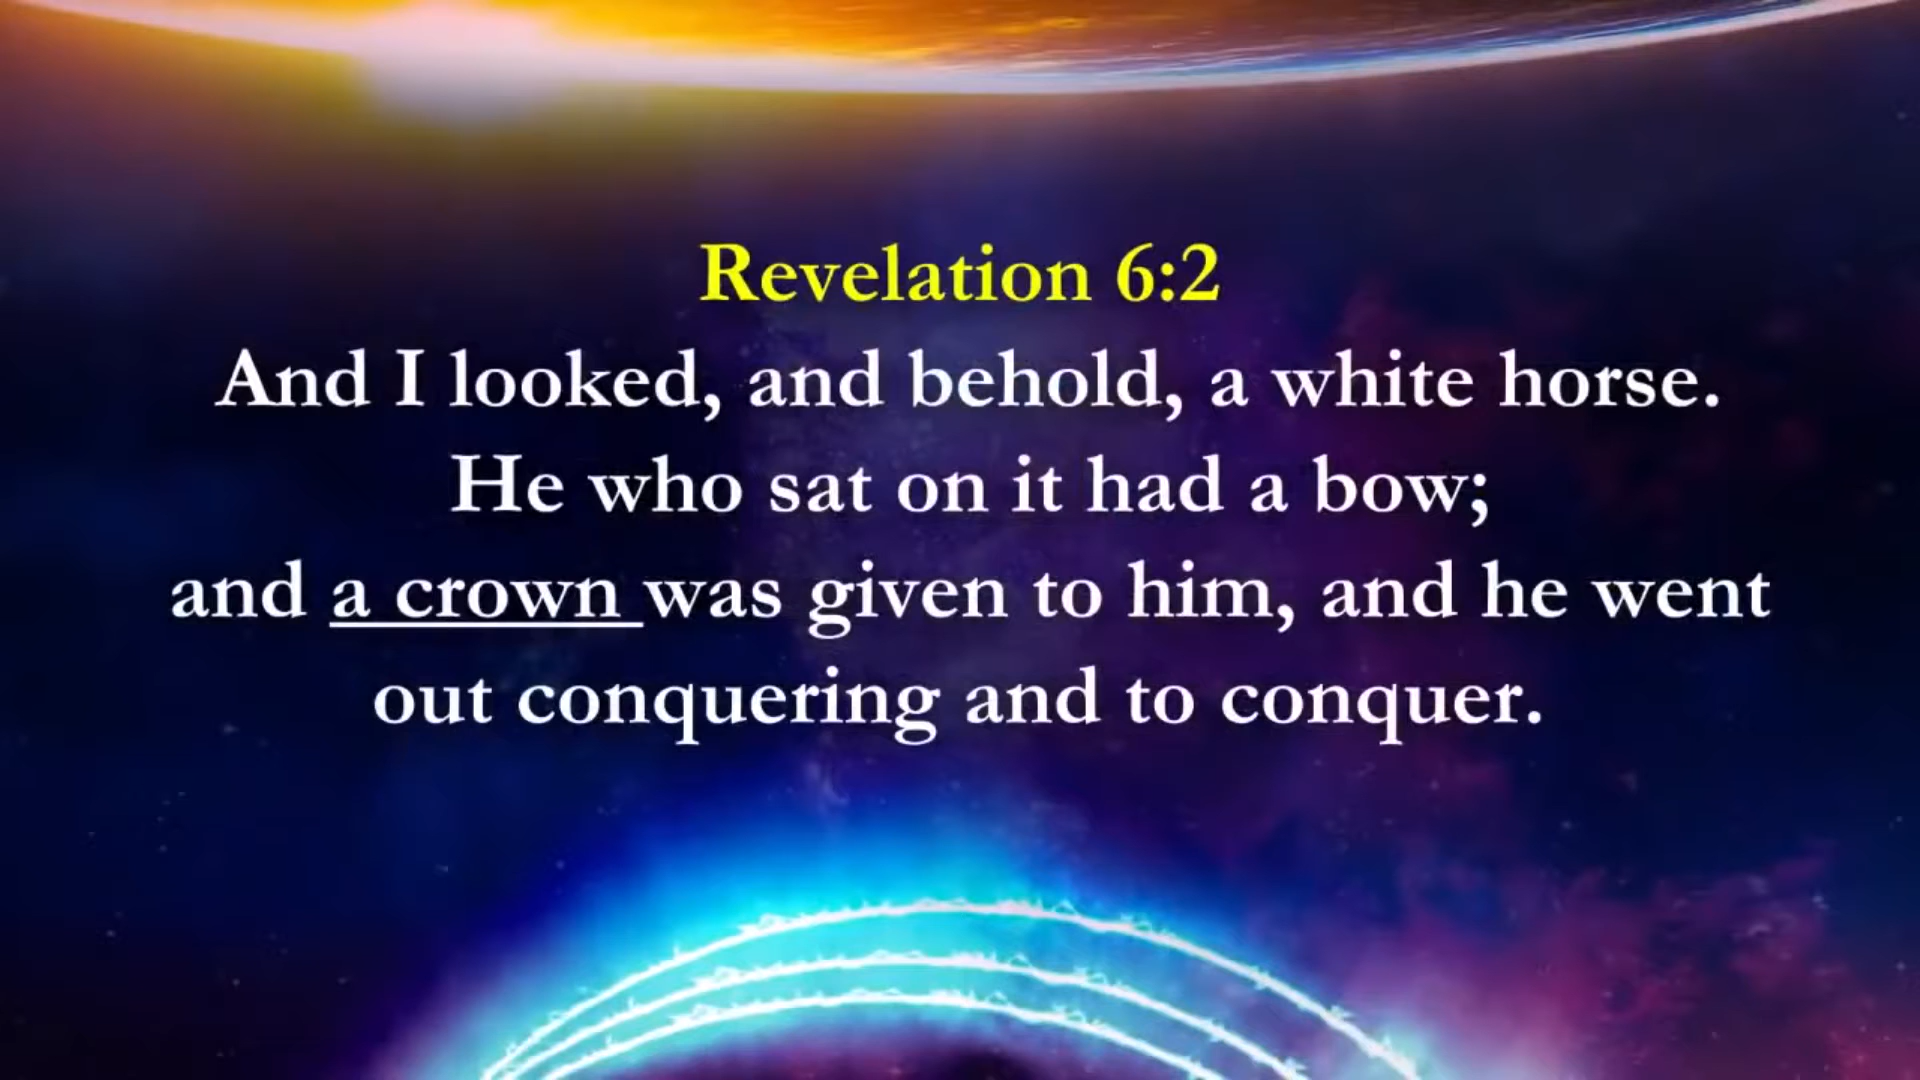 Revelation 6:2
And I looked, and behold, a white horse.
He who sat on it had a bow;
and a crown was given to him, and he went
out conquering and to conquer.